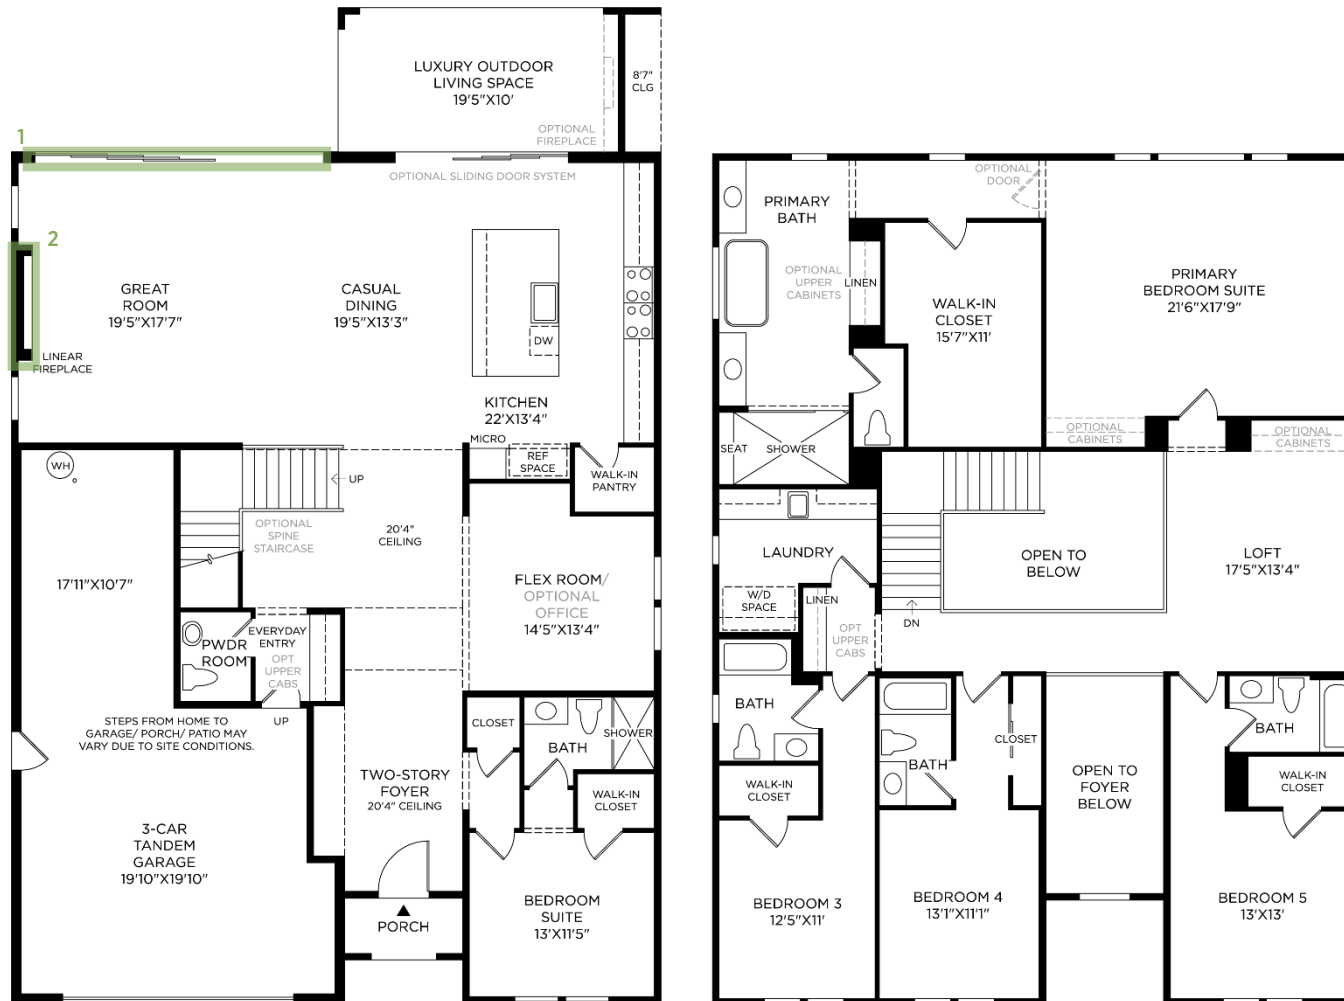 LUXURY OUTDOOR
LIVING SPACE
19'5"X10'
8'7"
CLG
OPTIONAL
FIREPLACE
1
OPTIONAL SLIDING DOOR SYSTEM
2
GREAT
ROOM
19'5"X17'7"
CASUAL
DINING
19'5"X13'3"
DW
LINEAR
FIREPLACE
KITCHEN
22'X13'4"
MICRO
REF
SPACE
WALK-IN
PANTRY
WH
UP
OPTIONAL
SPINE
STAIRCASE
20'4"
CEILING
17'11"X10'7"
FLEX ROOM/
OPTIONAL
OFFICE
14'5"X13'4"
PWDR
ROOM
EVERYDAY
ENTRY
OPT
UPPER
CABS
UP
STEPS FROM HOME TO
GARAGE/ PORCH/ PATIO MAY
VARY DUE TO SITE CONDITIONS.
CLOSET
BATH
SHOWER
TWO-STORY
FOYER
20'4" CEILING
WALK-IN
CLOSET
3-CAR
TANDEM
GARAGE
19'10"X19'10"
PORCH
BEDROOM
SUITE
13'X11'5"
PRIMARY
BATH
OPTIONAL
DOOR
OPTIONAL
UPPER
CABINETS
LINEN
WALK-IN
CLOSET
15'7"X11'
PRIMARY
BEDROOM SUITE
21'6"X17'9"
SEAT
SHOWER
OPTIONAL
CABINETS
OPTIONAL
CABINETS
LAUNDRY
W/D
SPACE
LINEN
OPT
UPPER
CABS
DN
OPEN TO
BELOW
LOFT
17'5"X13'4"
BATH
WALK-IN
CLOSET
BATH
CLOSET
OPEN TO
FOYER
BELOW
BATH
WALK-IN
CLOSET
BEDROOM 3
12'5"X11'
BEDROOM 4
13'1"X11'1"
BEDROOM 5
13'X13'